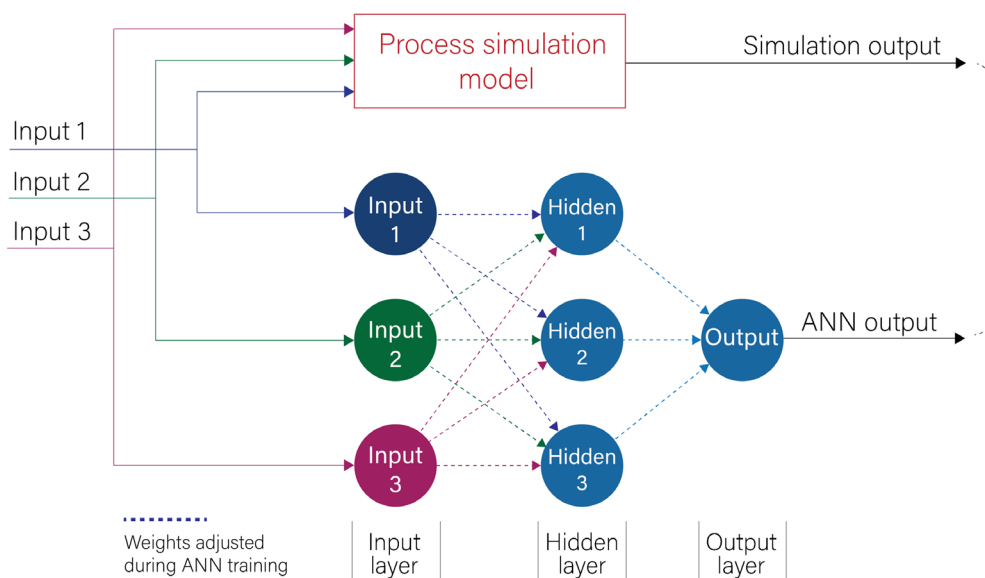 Process simulation
model
Simulation output
Input 1
Input 2
Input 3
Input
1
Hidden
1
Input
2
Hidden
2
Output
ANN output
Input
3
Hidden
3
Weights adjusted
during ANN training
Input
layer
Hidden
layer
Output
layer